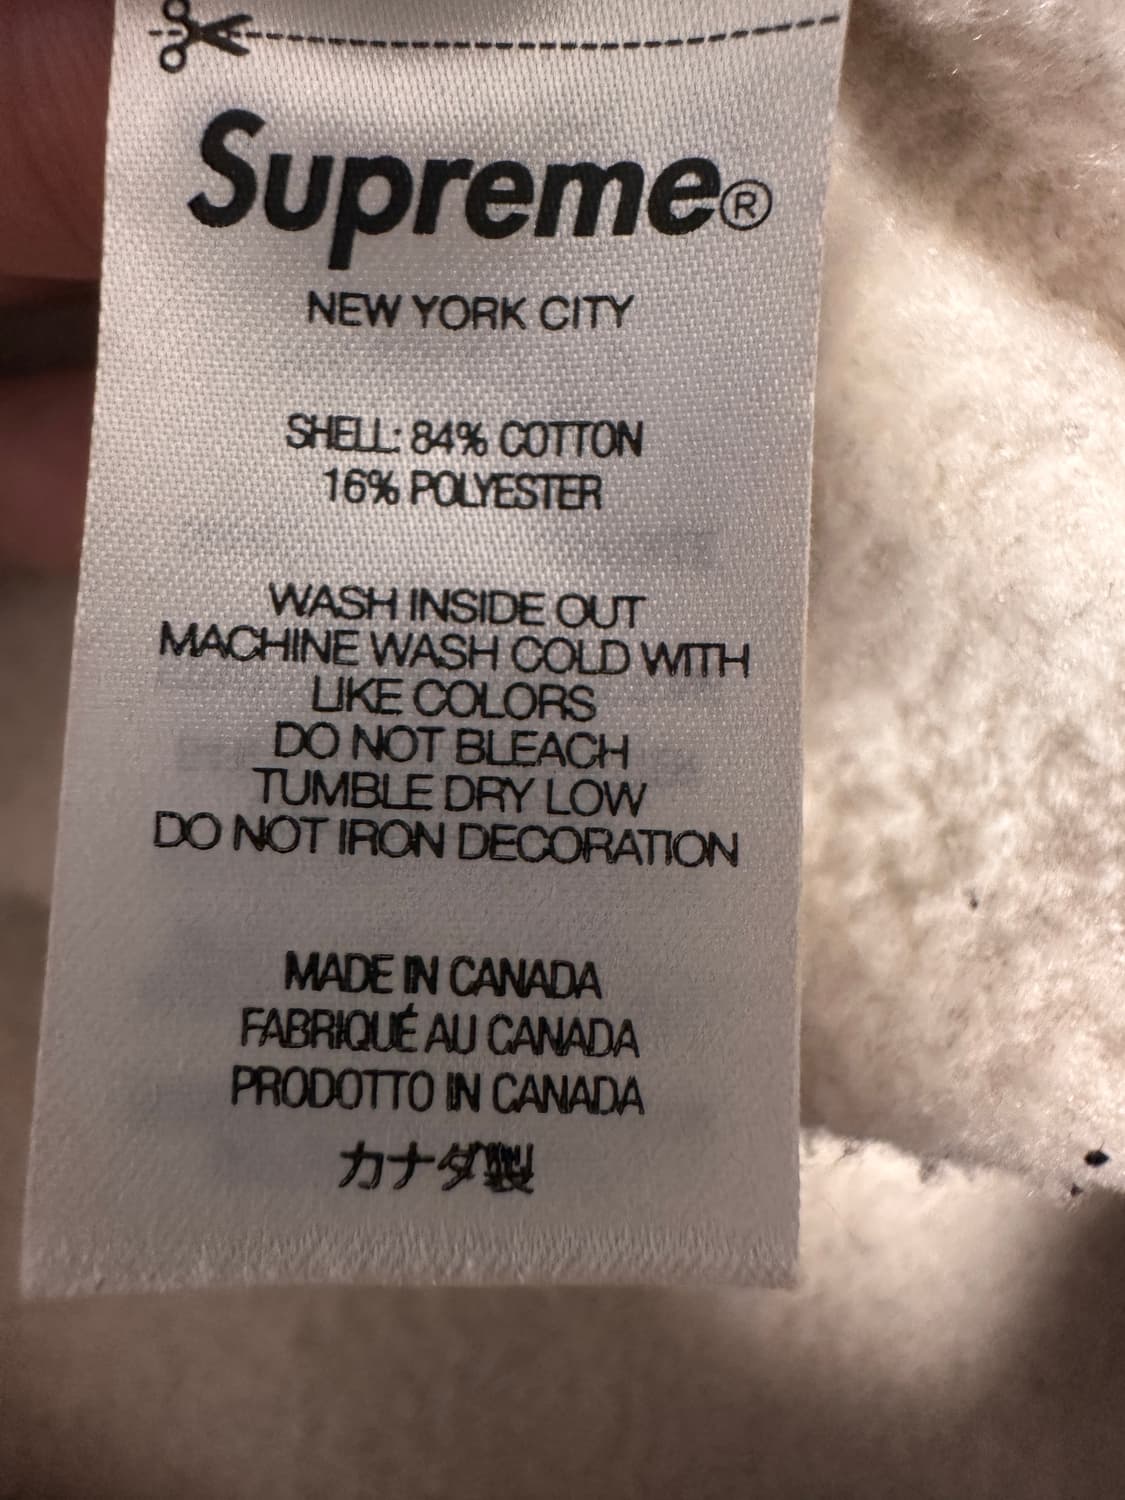 Supreme®
NEW YORK CITY
SHELL: 84% COTTON
16% POLYESTER
WASH INSIDE OUT
MACHINE WASH COLD WITH
LIKE COLORS
DO NOT BLEACH
TUMBLE DRY LOW
DO NOT IRON DECORATION
MADE IN CANADA
FABRIQUÉ AU CANADA
PRODOTTO IN CANADA
カナダ製